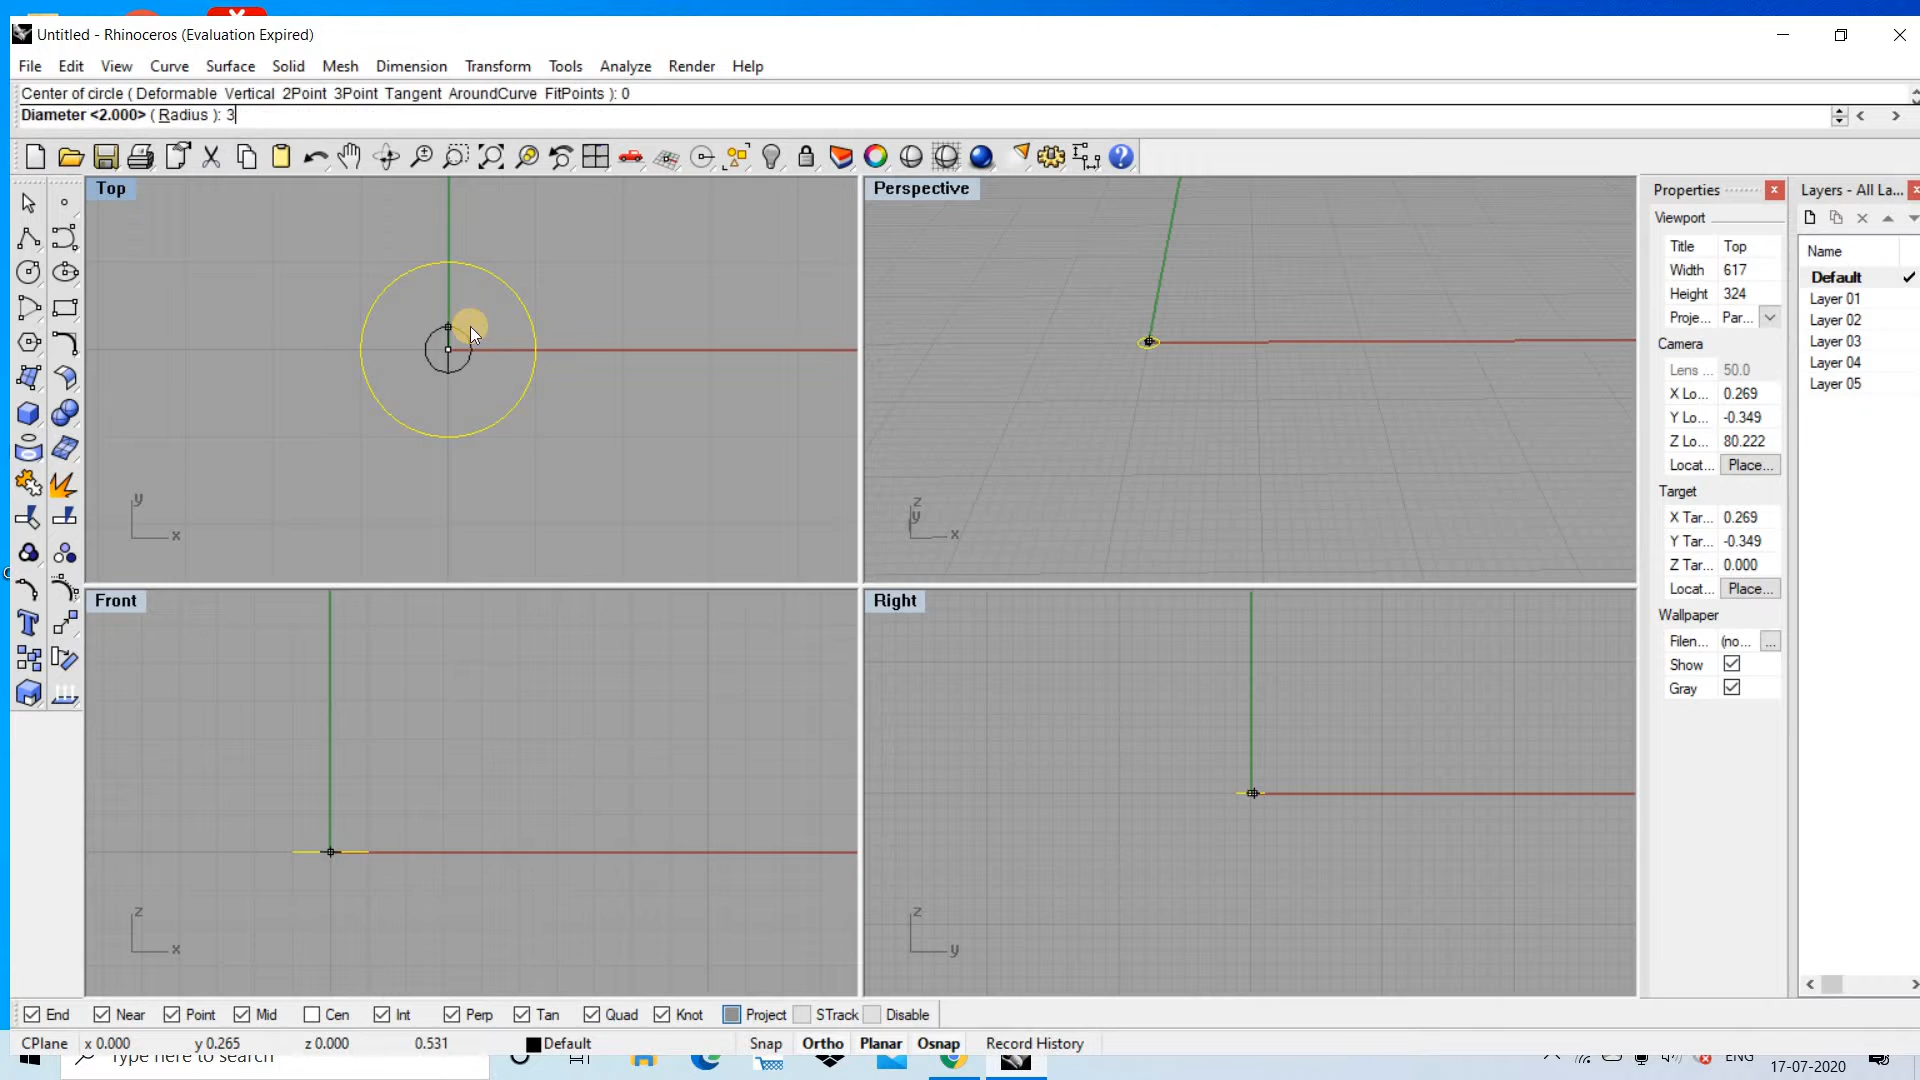 Untitled - Rhinoceros (Evaluation Expired)
File Edit View Curve Surface Solid Mesh Dimension Transform Tools Analyze Render Help
Center of circle ( Deformable Vertical 2Point 3Point Tangent AroundCurve FitPoints ): 0
Diameter <2.000> ( Radius ): 3
Top
Perspective
Properties
Layers - All La...
Viewport
Title Top
Name
Width 617
Default
Height 324
Layer 01
Proje... Par...
Layer 02
Camera
Layer 03
Lens ... 50.0
Layer 04
X Lo... 0.269
Layer 05
Y Lo... -0.349
Z Lo... 80.222
Locat... Place...
Target
X Tar... 0.269
Y Tar... -0.349
Z Tar... 0.000
Locat... Place...
y
x
z
y
x
Front
Right
Wallpaper
Filen... (no... ...
Show
Gray
z
x
z
y
End Near Point Mid Cen Int Perp Tan Quad Knot Project STrack Disable
CPlane x 0.000 y 0.265 z 0.000 0.531 Default Snap Ortho Planar Osnap Record History
Type here to search
ENG
17-07-2020